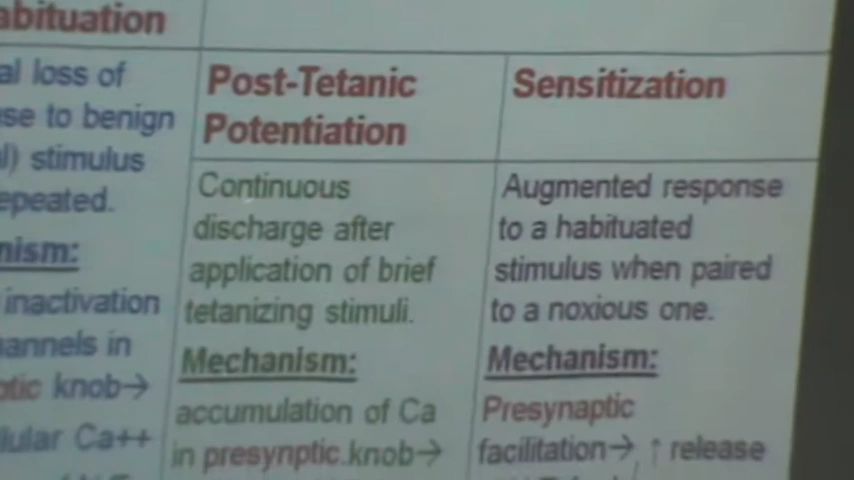 abituation
al loss of
se to benign
l) stimulus
epeated.
nism:
inactivation
annels in
ptic knob→
llular Ca++
Post-Tetanic
Potentiation
Continuous
discharge after
application of brief
tetanizing stimuli.
Mechanism:
accumulation of Ca
in presynptic.knob→
Sensitization
Augmented response
to a habituated
stimulus when paired
to a noxious one.
Mechanism:
Presynaptic
facilitation→ ↑ release